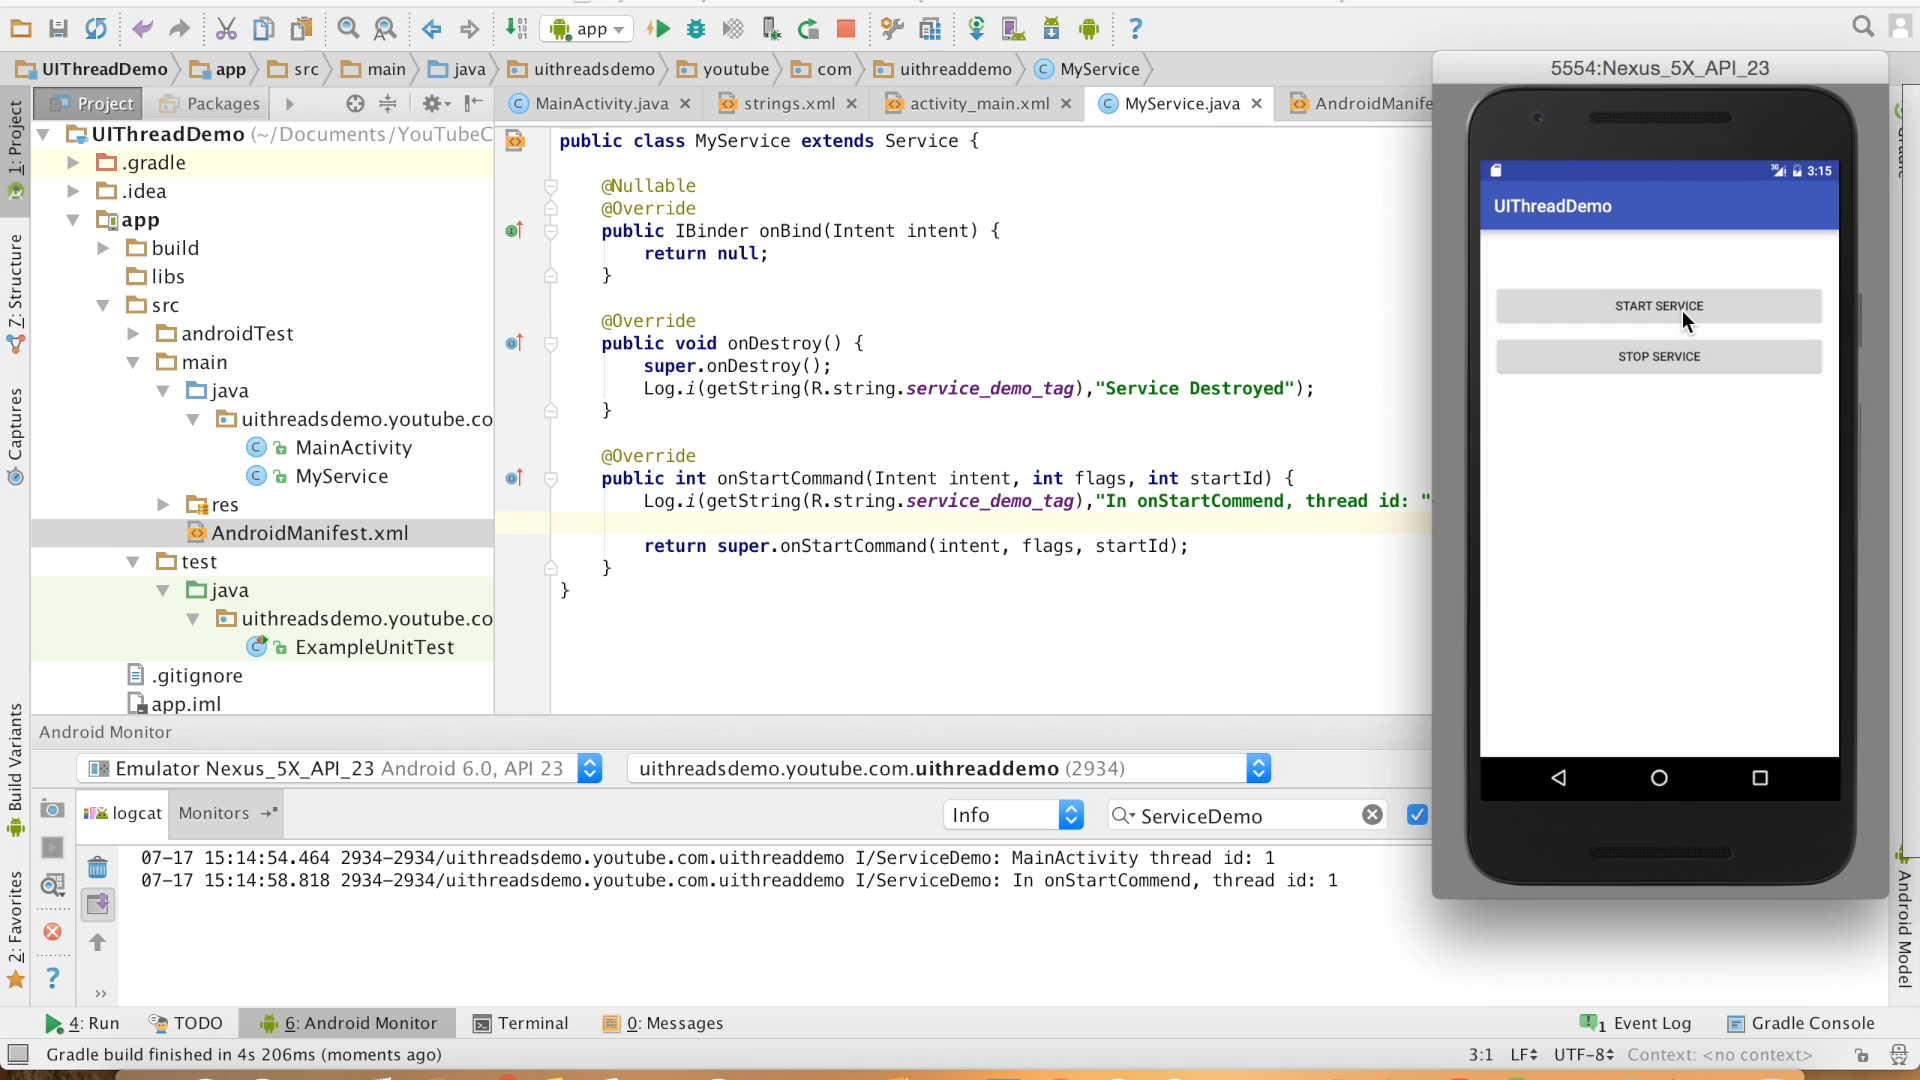 app
UIThreadDemo
app
src
main
java
uithreadsdemo
youtube
com
uithreaddemo
MyService
5554:Nexus_5X_API_23
1: Project
Z: Structure
Captures
Build Variants
2: Favorites
Project
Packages
MainActivity.java
strings.xml
activity_main.xml
MyService.java
AndroidManife
UIThreadDemo (~/Documents/YouTubeC
.gradle
.idea
app
build
libs
src
androidTest
main
java
uithreadsdemo.youtube.co
MainActivity
MyService
res
AndroidManifest.xml
test
java
uithreadsdemo.youtube.co
ExampleUnitTest
.gitignore
app.iml
public class MyService extends Service {
@Nullable
@Override
public IBinder onBind(Intent intent) {
return null;
}
@Override
public void onDestroy() {
super.onDestroy();
Log.i(getString(R.string.service_demo_tag),"Service Destroyed");
}
@Override
public int onStartCommand(Intent intent, int flags, int startId) {
Log.i(getString(R.string.service_demo_tag),"In onStartCommend, thread id: "
return super.onStartCommand(intent, flags, startId);
}
}
3:15
UIThreadDemo
START SERVICE
STOP SERVICE
Android Monitor
Emulator Nexus_5X_API_23 Android 6.0, API 23
uithreadsdemo.youtube.com.uithreaddemo (2934)
logcat
Monitors
Info
ServiceDemo
07-17 15:14:54.464 2934-2934/uithreadsdemo.youtube.com.uithreaddemo I/ServiceDemo: MainActivity thread id: 1
07-17 15:14:58.818 2934-2934/uithreadsdemo.youtube.com.uithreaddemo I/ServiceDemo: In onStartCommend, thread id: 1
Android Model
4: Run
TODO
6: Android Monitor
Terminal
0: Messages
1 Event Log
Gradle Console
Gradle build finished in 4s 206ms (moments ago)
3:1
LF
UTF-8
Context: <no context>